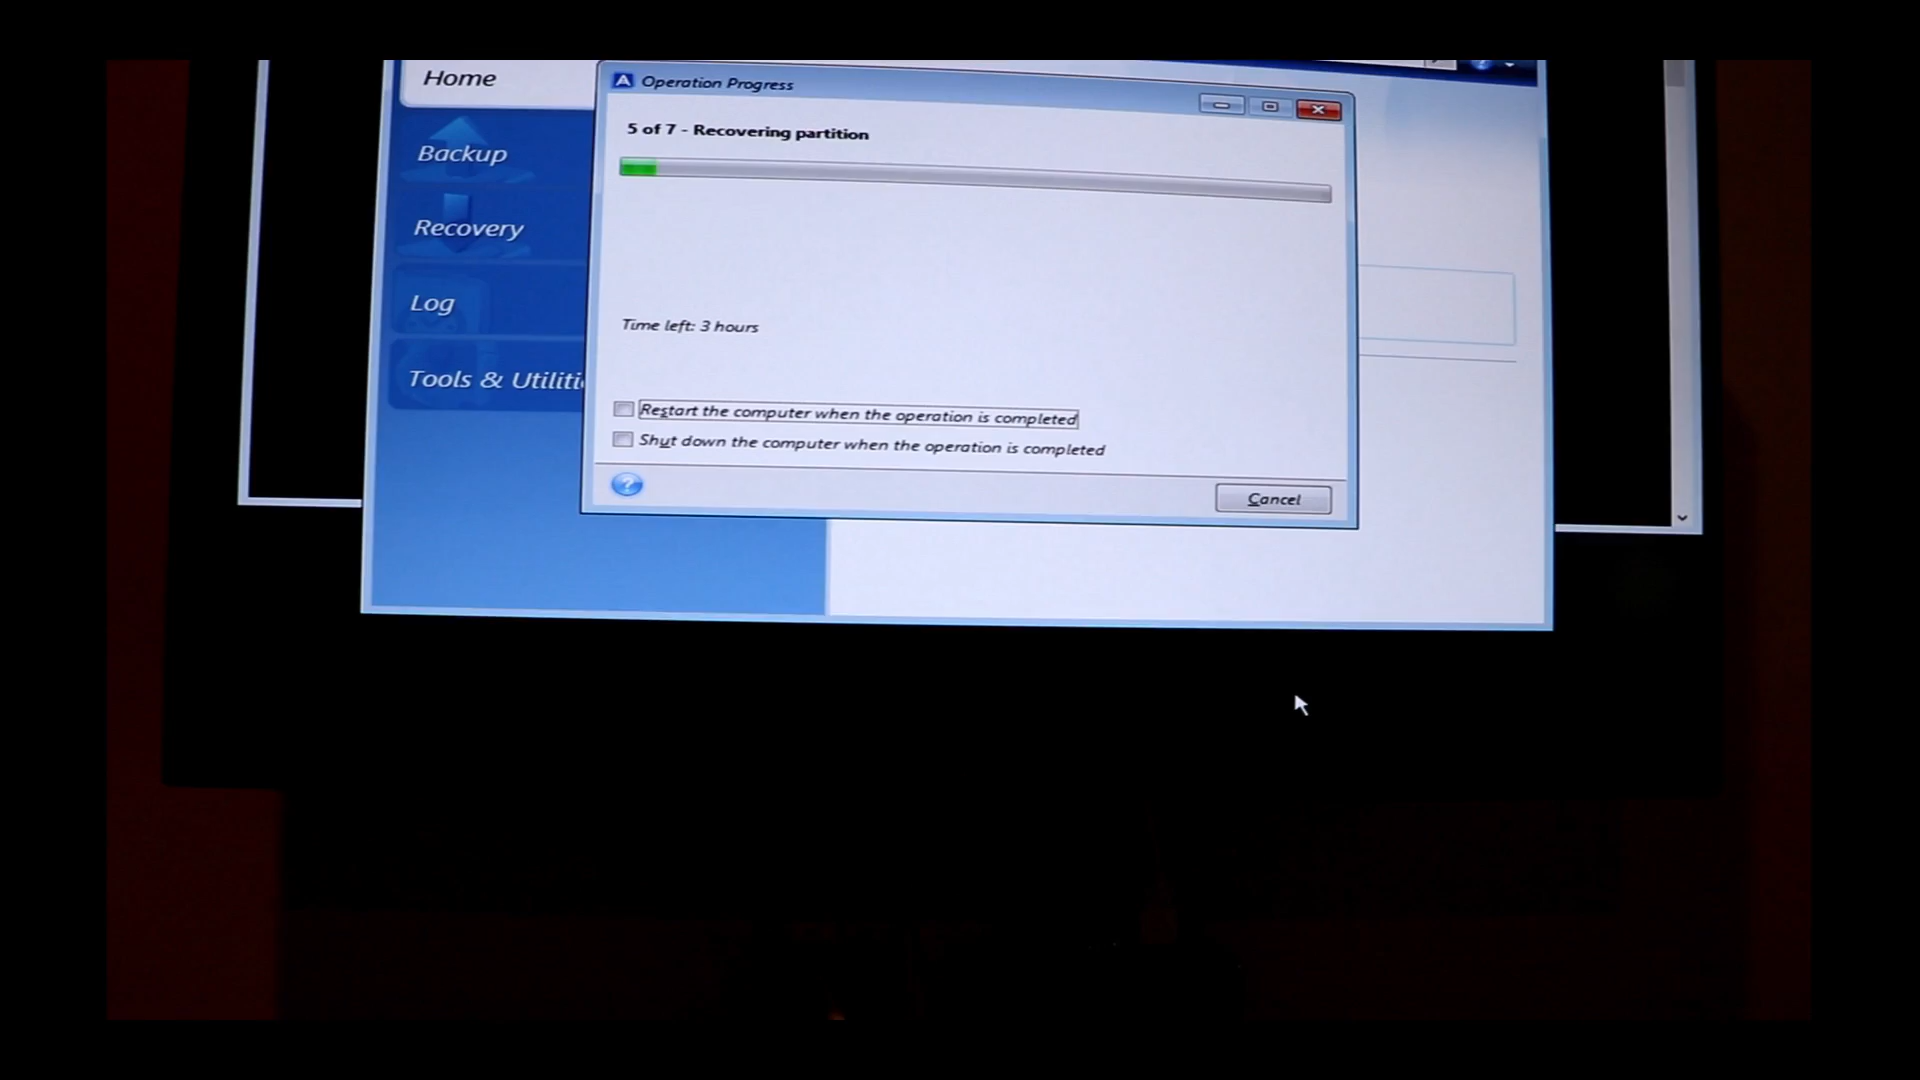 Home
Backup
Recovery
Log
Tools & Utiliti
Operation Progress
5 of 7 - Recovering partition
Time left: 3 hours
Restart the computer when the operation is completed
Shut down the computer when the operation is completed
Cancel